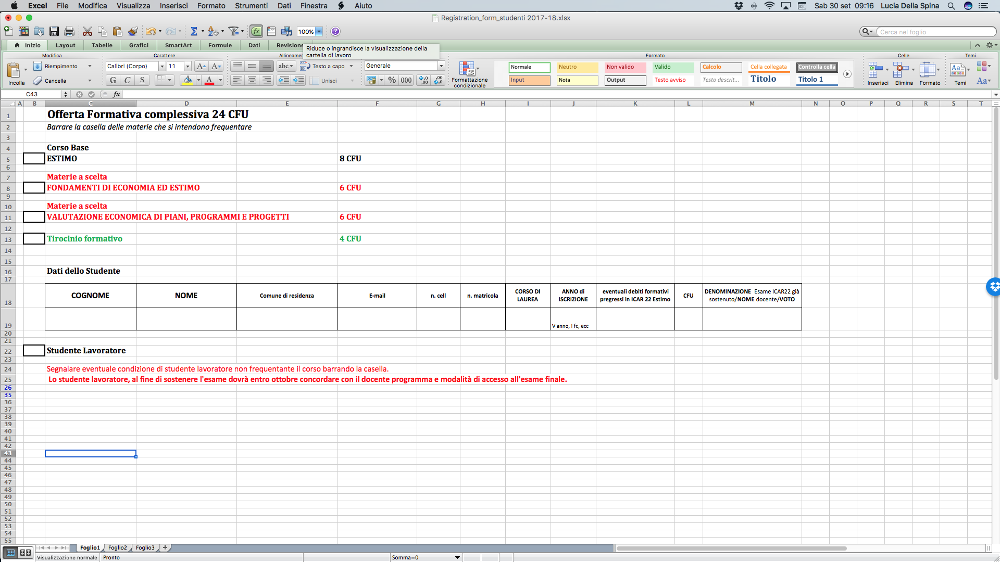 Excel File Modifica Visualizza Inserisci Formato Strumenti Dati Finestra Aiuto Sab 30 set 09:16 Lucia Della Spina
Registration_form_studenti 2017-18.xlsx
100% Cerca nel foglio
Inizio Layout Tabelle Grafici SmartArt Formule Dati Revisione
Riduce o ingrandisce la visualizzazione della
cartella di lavoro
Modifica Carattere Allineamen Formato Celle Temi
Incolla Riempimento Calibri (Corpo) 11 A A abc Testo a capo Generale
Cancella G C S A Unisci % 000 Formattazione
condizionale
Normale Neutro Non valido Valido Calcolo Cella collegata Controlla cella
Input Nota Output Testo avviso Testo descrit... Titolo Titolo 1
Inserisci Elimina Formato Temi Aa
C43 fx
A B C D E F G H I J K L M N O P Q R S T
1 Offerta Formativa complessiva 24 CFU
2 Barrare la casella delle materie che si intendono frequentare
3
4 Corso Base
5 ESTIMO 8 CFU
6
7 Materie a scelta
8 FONDAMENTI DI ECONOMIA ED ESTIMO 6 CFU
9
10 Materie a scelta
11 VALUTAZIONE ECONOMICA DI PIANI, PROGRAMMI E PROGETTI 6 CFU
12
13 Tirocinio formativo 4 CFU
14
15
16 Dati dello Studente
17
18 COGNOME NOME Comune di residenza E-mail n. cell n. matricola CORSO DI LAUREA ANNO di ISCRIZIONE eventuali debiti formativi pregressi in ICAR 22 Estimo CFU DENOMINAZIONE Esame ICAR22 già sostenuto/NOME docente/VOTO
19 V anno, I fc, ecc
20
21
22 Studente Lavoratore
23
24 Segnalare eventuale condizione di studente lavoratore non frequentante il corso barrando la casella.
25 Lo studente lavoratore, al fine di sostenere l'esame dovrà entro ottobre concordare con il docente programma e modalità di accesso all'esame finale.
26
35
36
37
38
39
40
41
42
43
44
45
46
47
48
49
50
51
52
53
54
55
Foglio1 Foglio2 Foglio3 +
Visualizzazione normale Pronto Somma=0